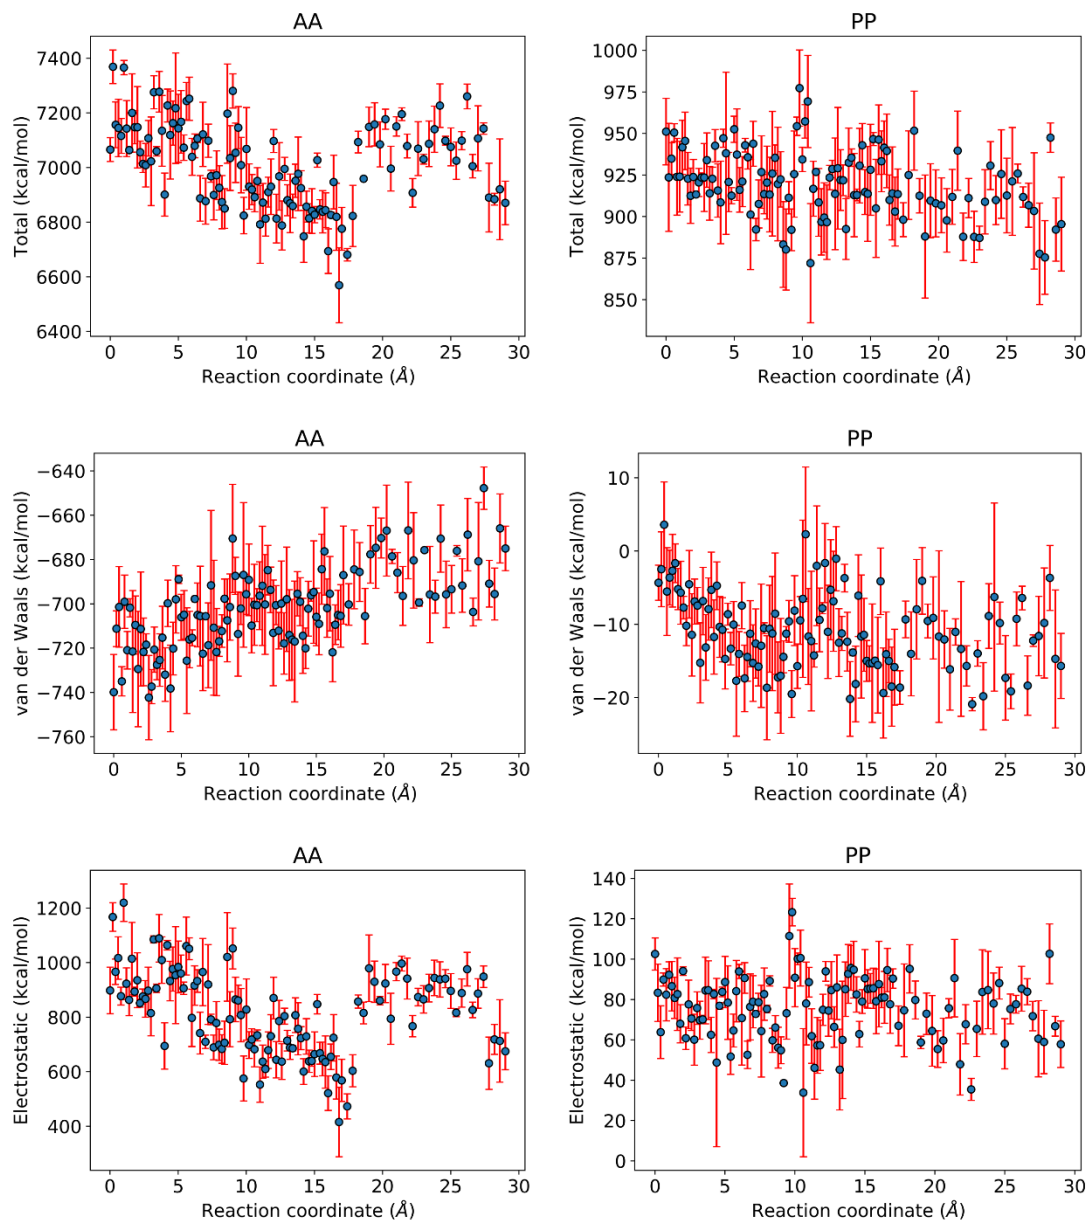 AA
PP
Total (kcal/mol)
7400
7200
7000
6800
6600
6400
0 5 10 15 20 25 30
Reaction coordinate (Å)
Total (kcal/mol)
1000
975
950
925
900
875
850
0 5 10 15 20 25 30
Reaction coordinate (Å)
AA
PP
van der Waals (kcal/mol)
−640
−660
−680
−700
−720
−740
−760
0 5 10 15 20 25 30
Reaction coordinate (Å)
van der Waals (kcal/mol)
10
0
−10
−20
0 5 10 15 20 25 30
Reaction coordinate (Å)
AA
PP
Electrostatic (kcal/mol)
1200
1000
800
600
400
0 5 10 15 20 25 30
Reaction coordinate (Å)
Electrostatic (kcal/mol)
140
120
100
80
60
40
20
0
0 5 10 15 20 25 30
Reaction coordinate (Å)